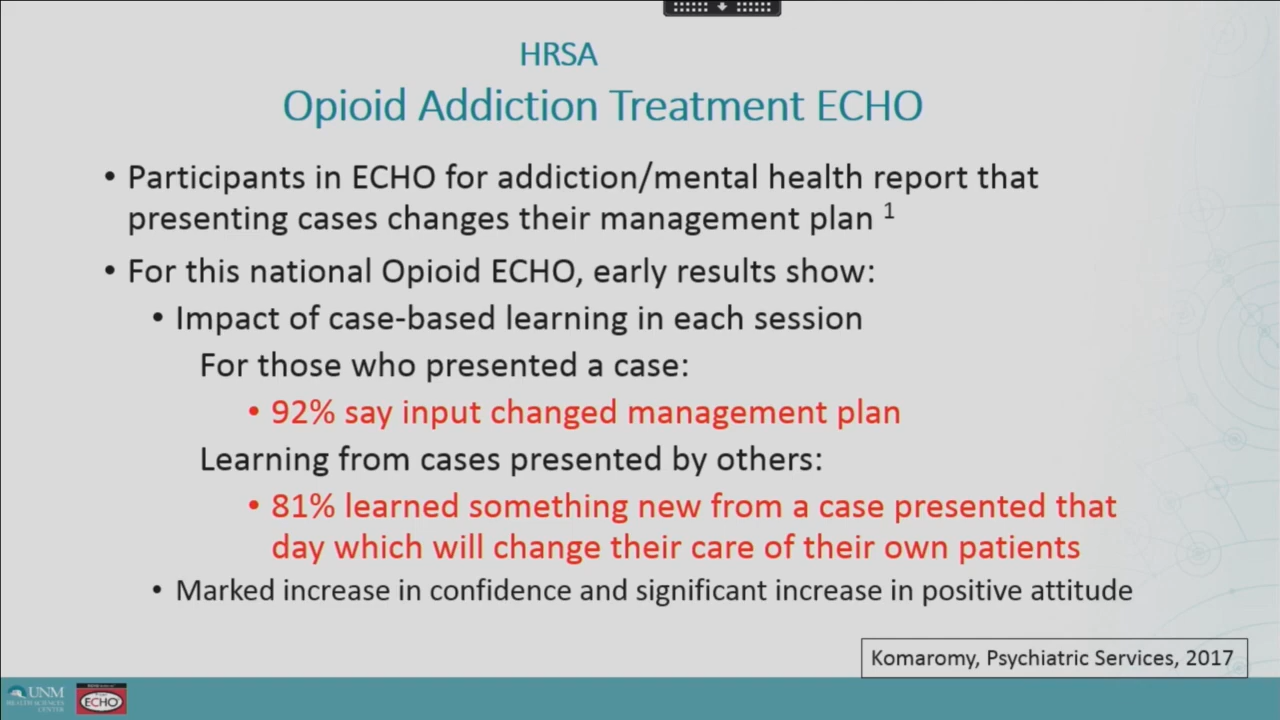 HRSA
Opioid Addiction Treatment ECHO
• Participants in ECHO for addiction/mental health report that
presenting cases changes their management plan 1
• For this national Opioid ECHO, early results show:
• Impact of case-based learning in each session
For those who presented a case:
• 92% say input changed management plan
Learning from cases presented by others:
• 81% learned something new from a case presented that
day which will change their care of their own patients
• Marked increase in confidence and significant increase in positive attitude
Komaromy, Psychiatric Services, 2017
UNM
HEALTH SCIENCES
CENTER
ECHO